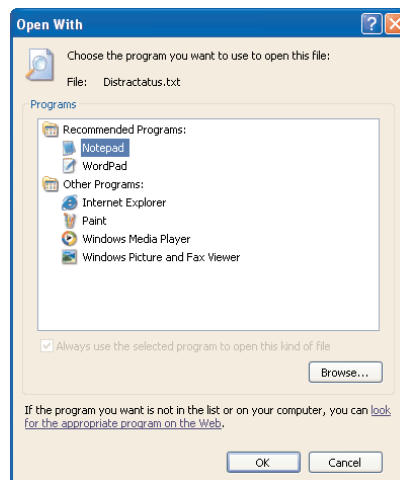 Open With
Choose the program you want to use to open this file:
File: Distractatus.txt
Programs
Recommended Programs:
Notepad
WordPad
Other Programs:
Internet Explorer
Paint
Windows Media Player
Windows Picture and Fax Viewer
Always use the selected program to open this kind of file
Browse...
If the program you want is not in the list or on your computer, you can look
for the appropriate program on the Web.
OK Cancel